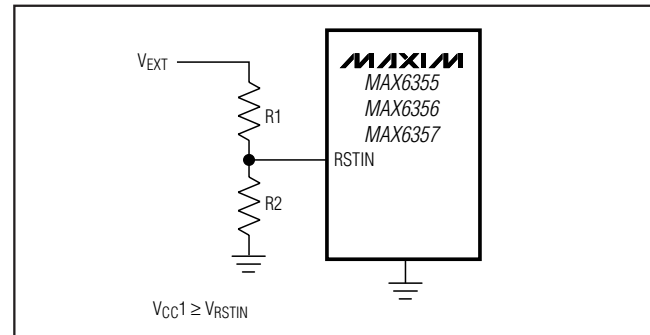 VEXT
R1
R2
MAXIM
MAX6355
MAX6356
MAX6357
RSTIN
VCC1 ≥ VRSTIN